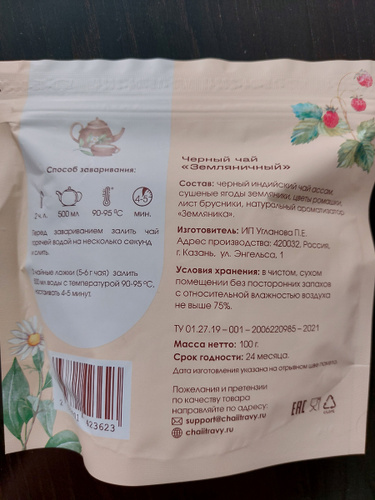 Способ заваривания:
2 ч.л. 500 мл 90-95 °C 4-5 мин.
Перед завариванием залить чай
горячей водой на несколько секунд
и слить.
чайные ложки (5-6 г чая) залить
500 мл воды с температурой 90-95 °C,
настаивать 4-5 минут.
423623
Черный чай
«Земляничный»
Состав: черный индийский чай ассам,
сушеные ягоды земляники, цветы ромашки,
лист брусники, натуральный ароматизатор
«Земляника».
Изготовитель: ИП Угланова П.Е.
Адрес производства: 420032, Россия,
г. Казань, ул. Энгельса, 1
Условия хранения: в чистом, сухом
помещении без посторонних запахов
с относительной влажностью воздуха
не выше 75%.
ТУ 01.27.19 – 001 – 2006220985 – 2021
Масса нетто: 100 г.
Срок годности: 24 месяца.
Дата изготовления указана на отрывном шве пакета
Пожелания и претензии
по качеству товара
направляйте по адресу:
support@chaiitravy.ru
chaiitravy.ru
EAC